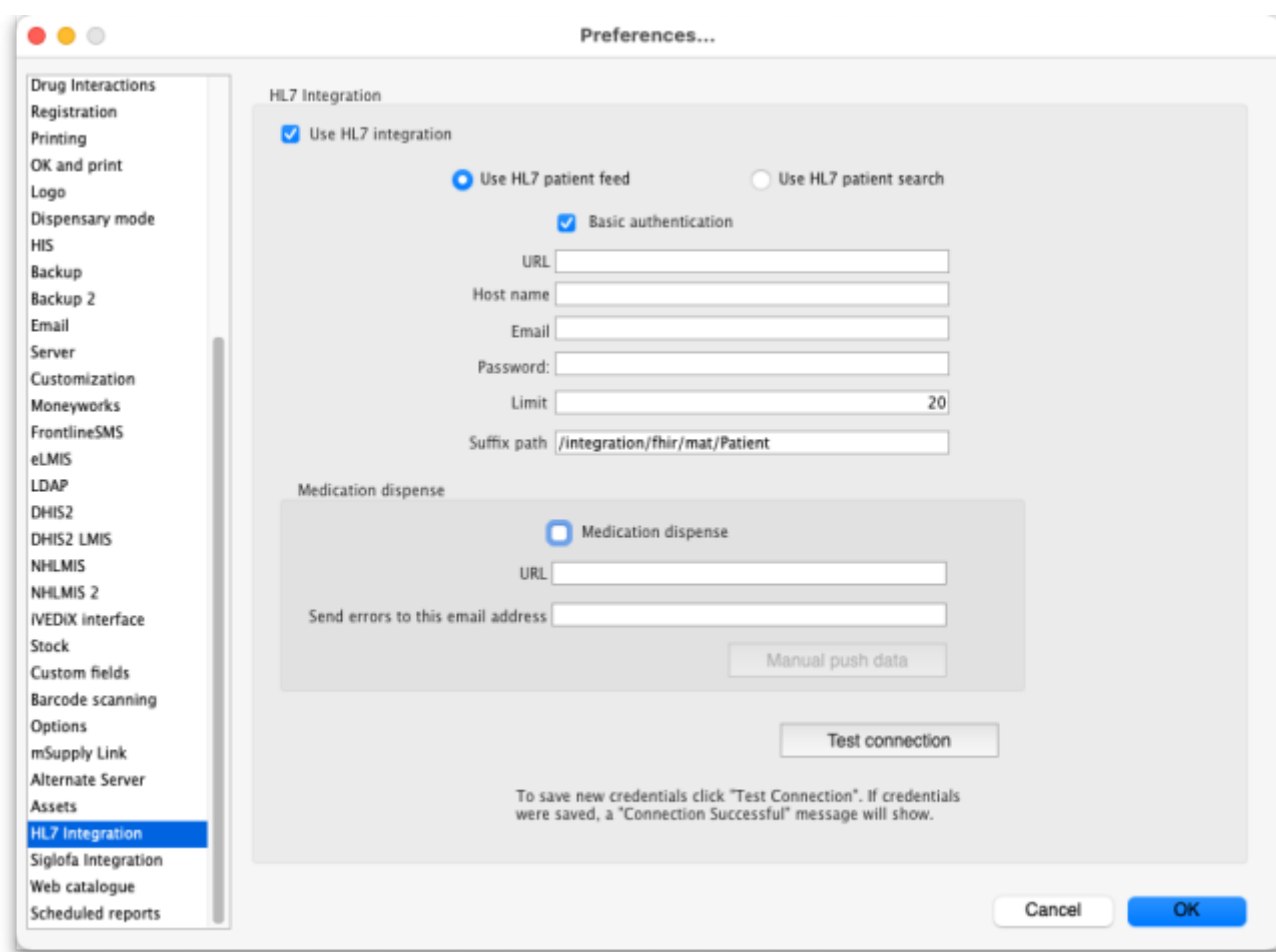 Preferences...
Drug Interactions
Registration
Printing
OK and print
Logo
Dispensary mode
HIS
Backup
Backup 2
Email
Server
Customization
Moneyworks
FrontlineSMS
eLMIS
LDAP
DHIS2
DHIS2 LMIS
NHLMIS
NHLMIS 2
iVEDiX interface
Stock
Custom fields
Barcode scanning
Options
mSupply Link
Alternate Server
Assets
HL7 Integration
Siglofa Integration
Web catalogue
Scheduled reports
HL7 Integration
Use HL7 integration
Use HL7 patient feed Use HL7 patient search
Basic authentication
URL
Host name
Email
Password:
Limit 20
Suffix path /integration/fhir/mat/Patient
Medication dispense
Medication dispense
URL
Send errors to this email address
Manual push data
Test connection
To save new credentials click "Test Connection". If credentials
were saved, a "Connection Successful" message will show.
Cancel OK